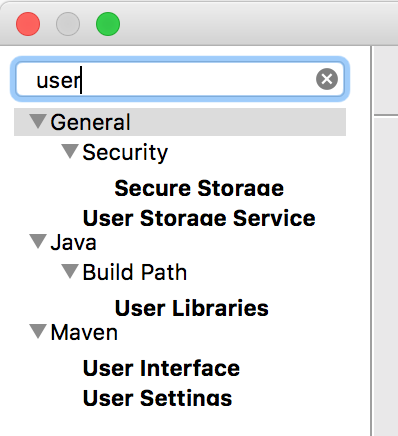 user
General
Security
Secure Storage
User Storage Service
Java
Build Path
User Libraries
Maven
User Interface
User Settings